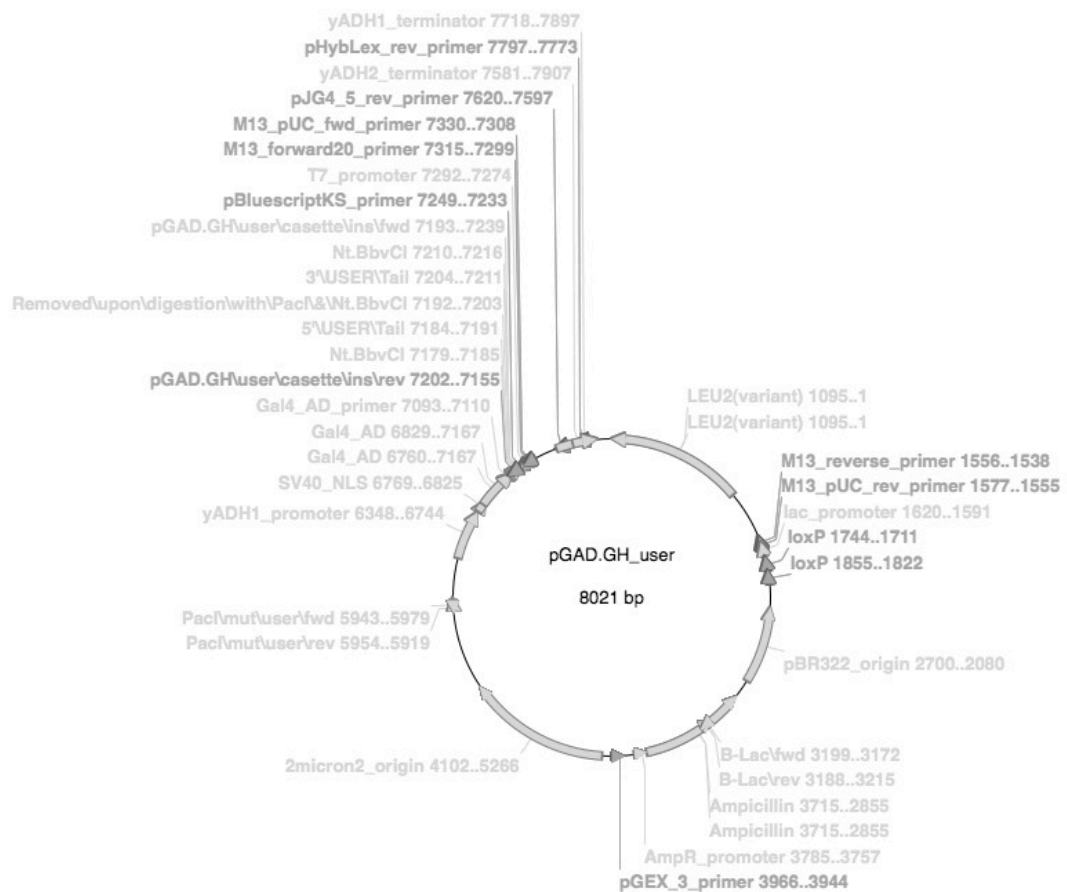 yADH1_terminator 7718..7897
pHybLex_rev_primer 7797..7773
yADH2_terminator 7581..7907
pJG4_5_rev_primer 7620..7597
M13_pUC_fwd_primer 7330..7308
M13_forward20_primer 7315..7299
T7_promoter 7292..7274
pBluescriptKS_primer 7249..7233
pGAD.GH\user\casette\ins\fwd 7193..7239
Nt.BbvCI 7210..7216
3'\USER\Tail 7204..7211
Removed\upon\digestion\with\PacI\&\Nt.BbvCI 7192..7203
5'\USER\Tail 7184..7191
Nt.BbvCI 7179..7185
pGAD.GH\user\casette\ins\rev 7202..7155
Gal4_AD_primer 7093..7110
Gal4_AD 6829..7167
Gal4_AD 6760..7167
SV40_NLS 6769..6825
yADH1_promoter 6348..6744
PacI\mut\user\fwd 5943..5979
PacI\mut\user\rev 5954..5919
2micron2_origin 4102..5266
LEU2(variant) 1095..1
LEU2(variant) 1095..1
M13_reverse_primer 1556..1538
M13_pUC_rev_primer 1577..1555
lac_promoter 1620..1591
loxP 1744..1711
loxP 1855..1822
pGAD.GH_user
8021 bp
pBR322_origin 2700..2080
B-Lac\fwd 3199..3172
B-Lac\rev 3188..3215
Ampicillin 3715..2855
Ampicillin 3715..2855
AmpR_promoter 3785..3757
pGEX_3_primer 3966..3944